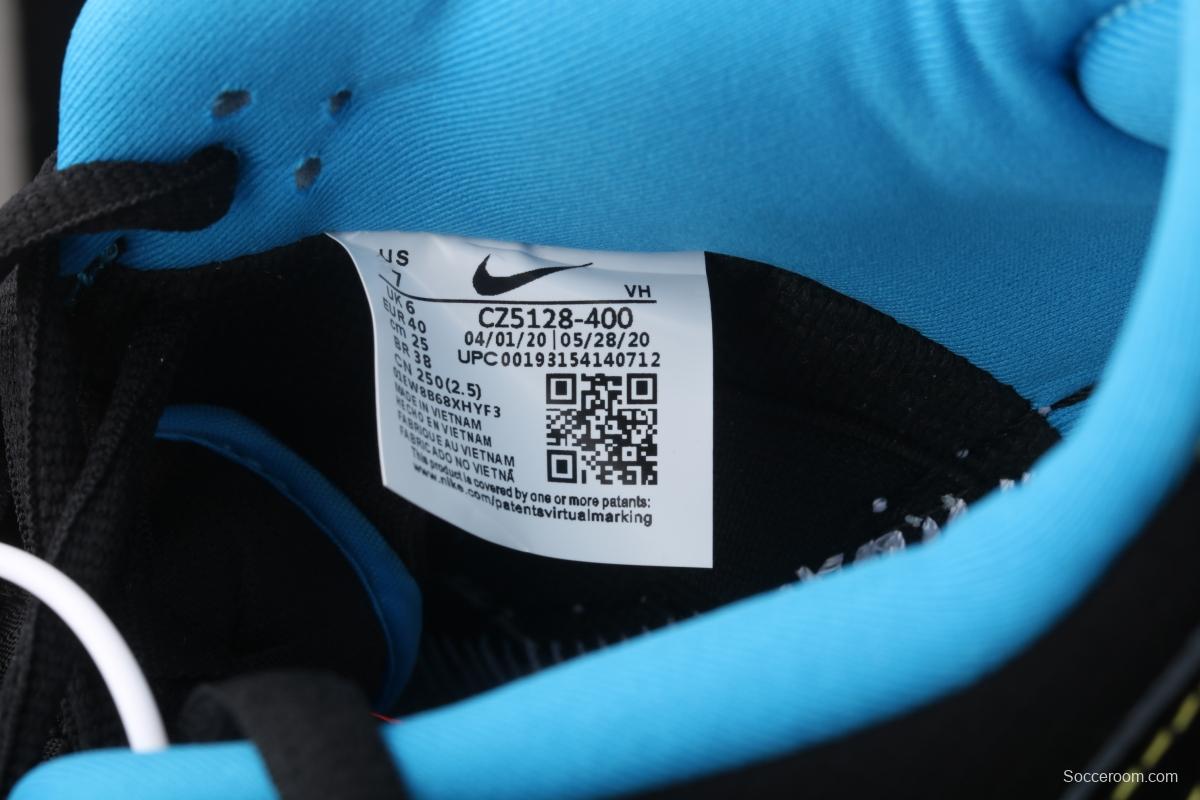 US
7
VH
UK 6
EUR 40
cm 25
BR 38
CN 250(2.5)
01EW8B68XHYF3
MADE IN VIETNAM
HECHO EN VIETNAM
FABRIQUE AU VIETNAM
FABRICADO NO VIETNÃ
CZ5128-400
04/01/20|05/28/20
UPC00193154140712
This product is covered by one or more patents:
www.nike.com/patentsvirtualmarking
Socceroom.com